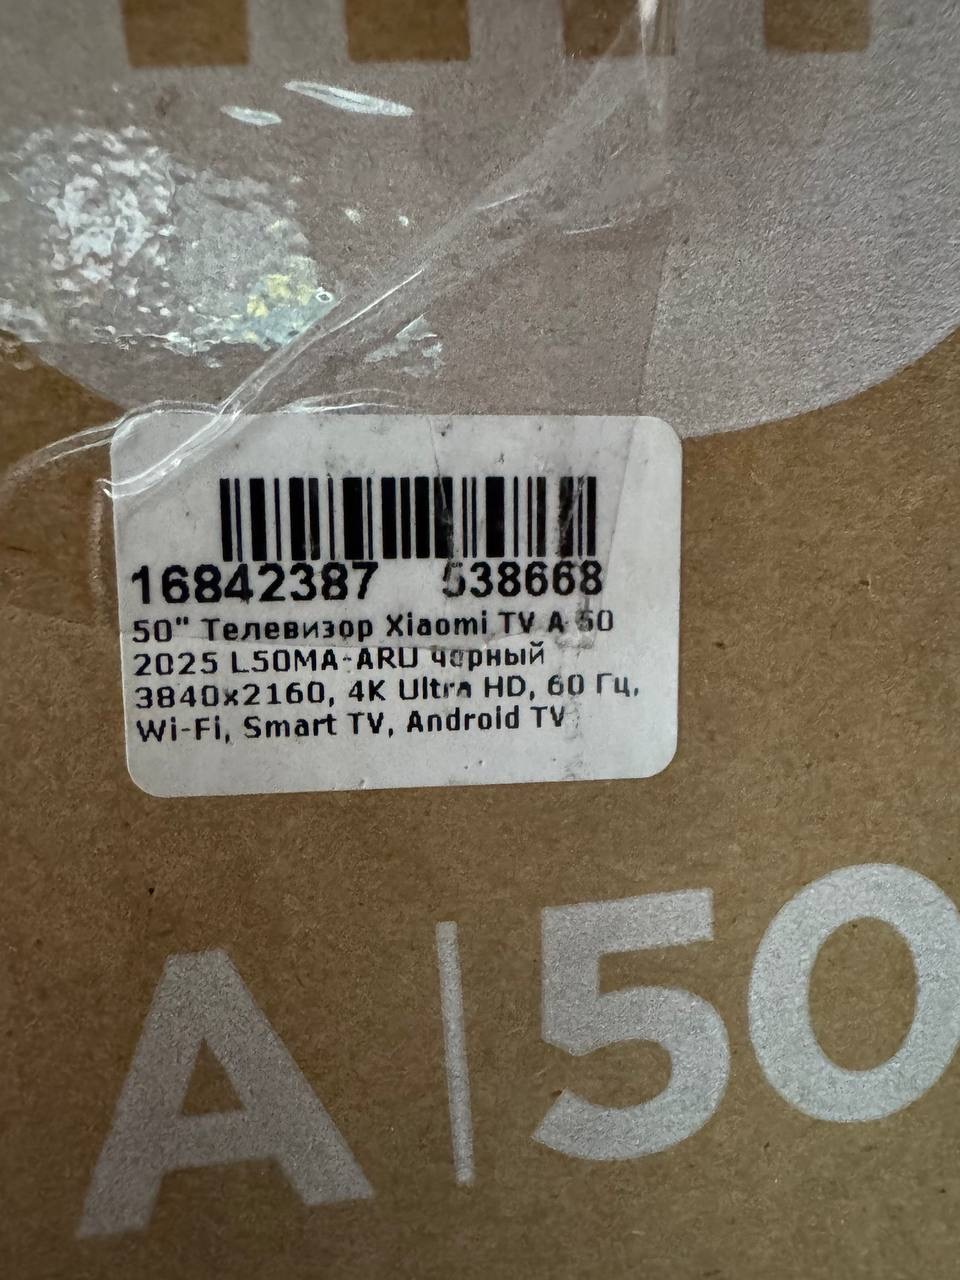 16842387 538668
50" Телевизор Xiaomi TV A 50
2025 L50MA-ARU черный
3840x2160, 4K Ultra HD, 60 Гц,
Wi-Fi, Smart TV, Android TV
A | 50